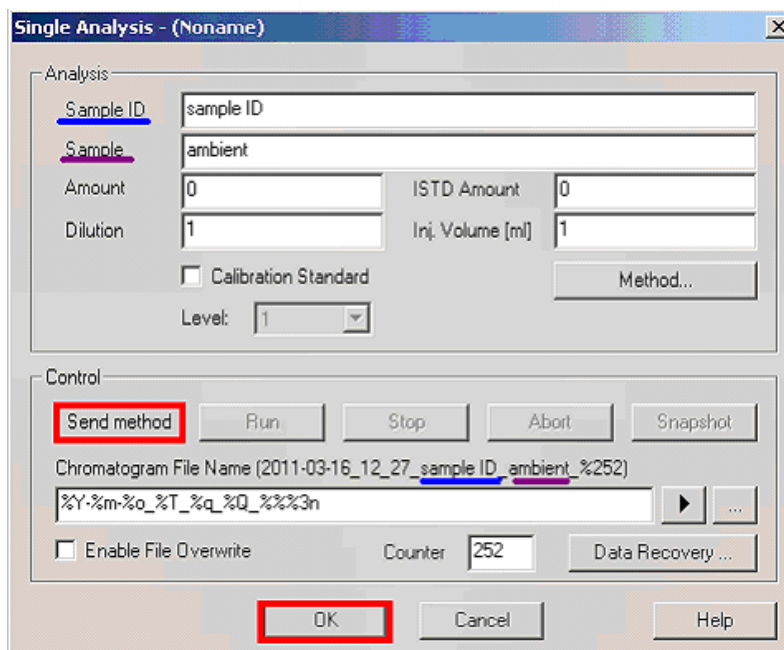 Single Analysis - (Noname)
Analysis
Sample ID sample ID
Sample ambient
Amount 0 ISTD Amount 0
Dilution 1 Inj. Volume [ml] 1
Calibration Standard Method...
Level: 1
Control
Send method Run Stop Abort Snapshot
Chromatogram File Name (2011-03-16_12_27_sample ID_ambient_%252)
%Y-%m-%o_%T_%q_%Q_%%%3n ...
Enable File Overwrite Counter 252 Data Recovery ...
OK Cancel Help